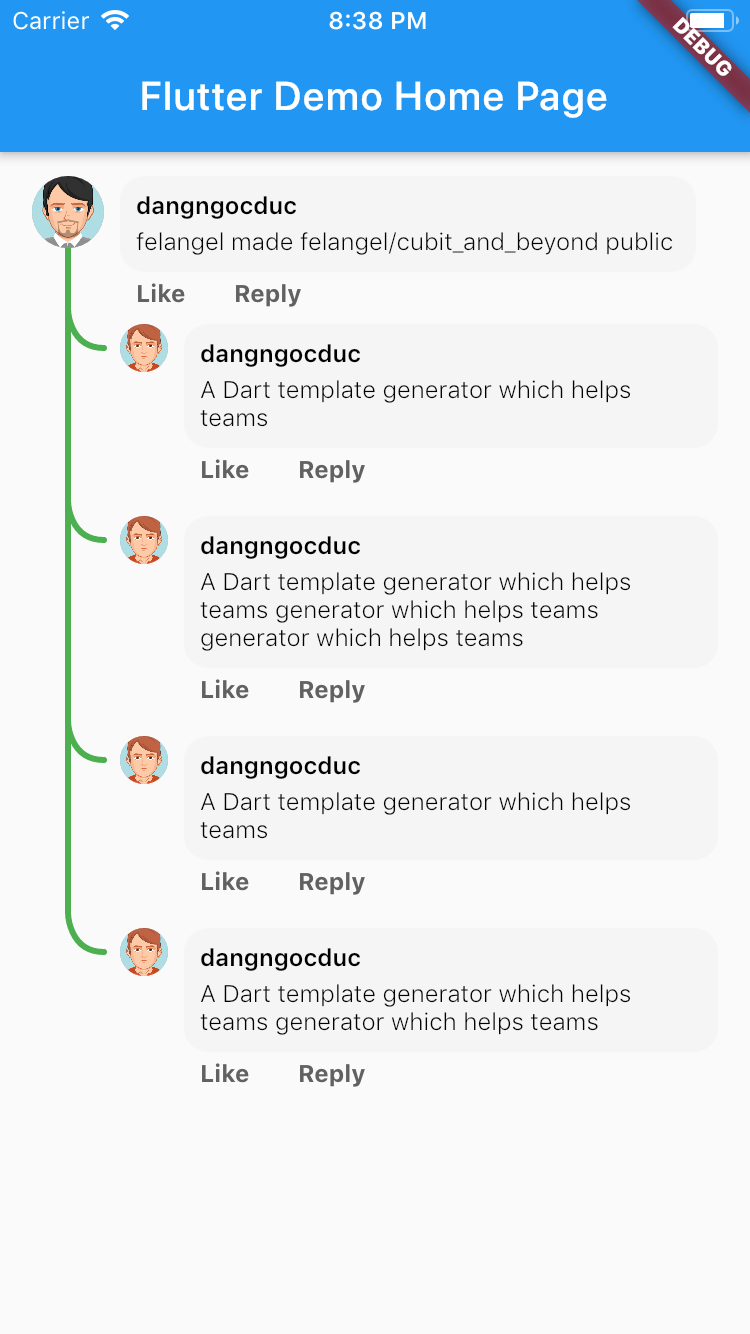 Carrier 8:38 PM
DEBUG
Flutter Demo Home Page
dangngocduc
felangel made felangel/cubit_and_beyond public
Like Reply
dangngocduc
A Dart template generator which helps
teams
Like Reply
dangngocduc
A Dart template generator which helps
teams generator which helps teams
generator which helps teams
Like Reply
dangngocduc
A Dart template generator which helps
teams
Like Reply
dangngocduc
A Dart template generator which helps
teams generator which helps teams
Like Reply